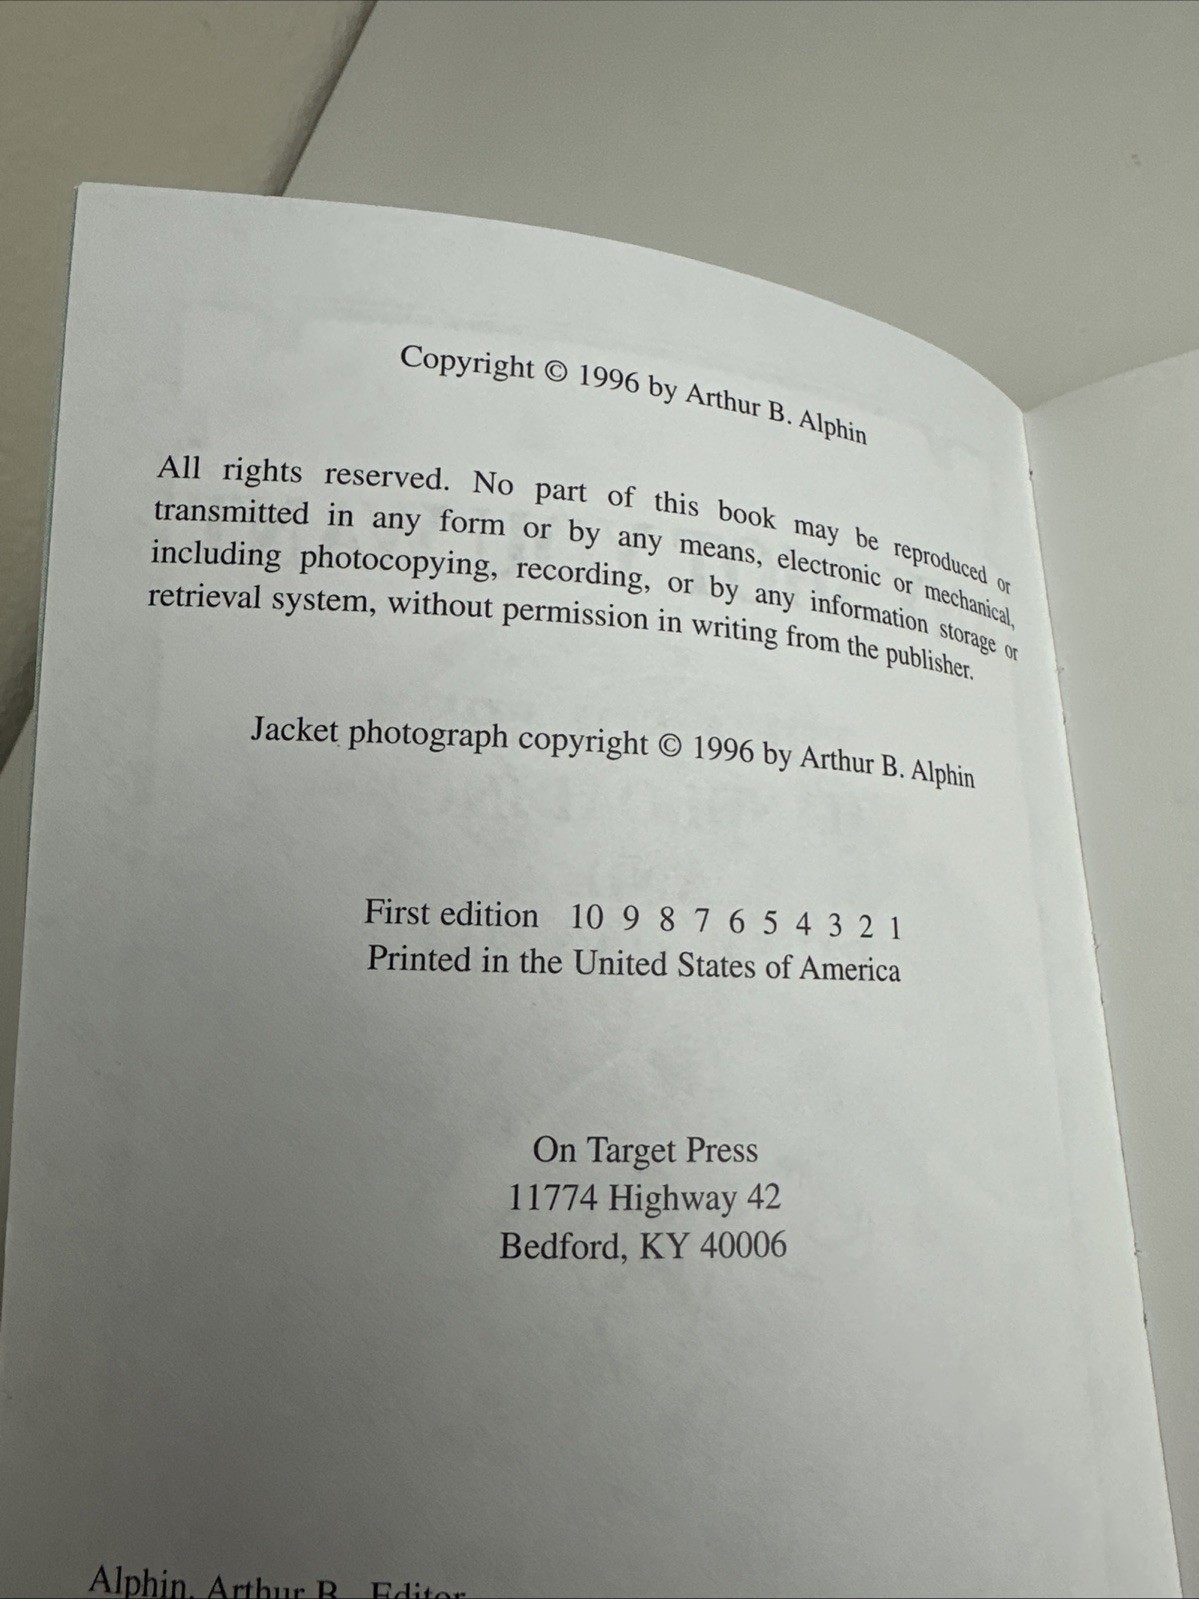 Copyright © 1996 by Arthur B. Alphin
All rights reserved. No part of this book may be reproduced or
transmitted in any form or by any means, electronic or mechanical,
including photocopying, recording, or by any information storage or
retrieval system, without permission in writing from the publisher.
Jacket photograph copyright © 1996 by Arthur B. Alphin
First edition 10 9 8 7 6 5 4 3 2 1
Printed in the United States of America
On Target Press
11774 Highway 42
Bedford, KY 40006
Alphin, Arthur B., Editor